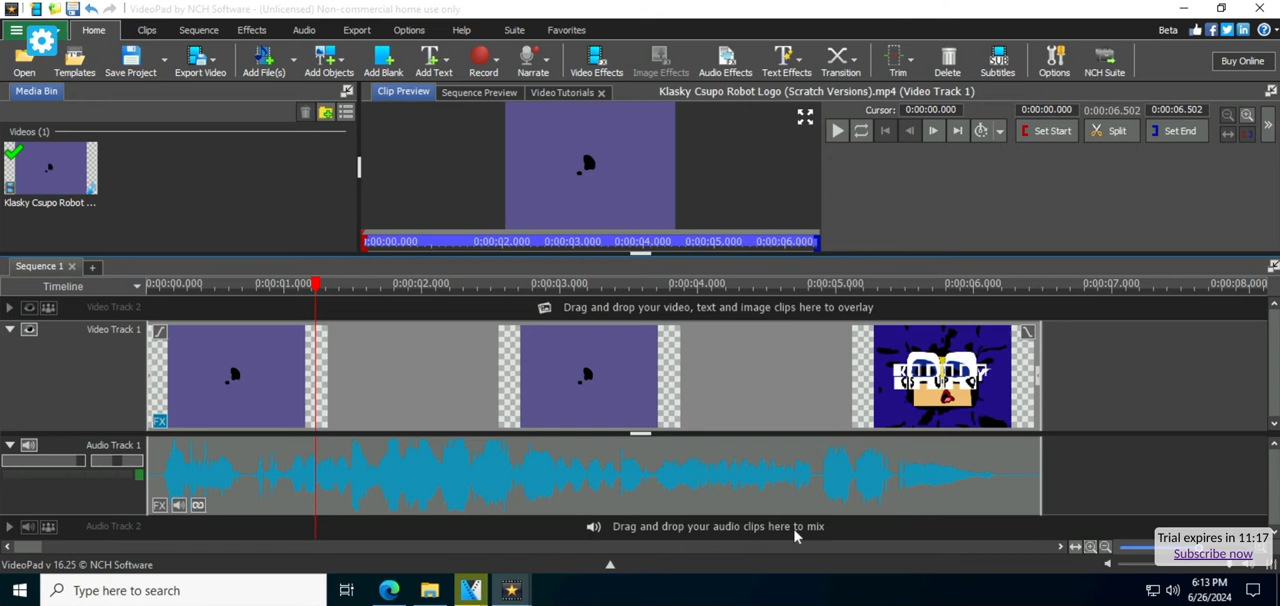 VideoPad by NCH Software - (Unlicensed) Non-commercial home use only
Home Clips Sequence Effects Audio Export Options Help Suite Favorites Beta
Open Templates Save Project Export Video Add File(s) Add Objects Add Blank Add Text Record Narrate Video Effects Image Effects Audio Effects Text Effects Transition Trim Delete Subtitles Options NCH Suite Buy Online
Media Bin Clip Preview Sequence Preview Video Tutorials Klasky Csupo Robot Logo (Scratch Versions).mp4 (Video Track 1)
Cursor: 0:00:00.000 0:00:00.000 0:00:06.502 0:00:06.502
Videos (1)
Set Start Split Set End
Klasky Csupo Robot ...
0:00:00.000 0:00:02.000 0:00:03.000 0:00:04.000 0:00:05.000 0:00:06.000
Sequence 1
Timeline 0:00:00.000 0:00:01.000 0:00:02.000 0:00:03.000 0:00:04.000 0:00:05.000 0:00:06.000 0:00:07.000 0:00:08.000
Video Track 2 Drag and drop your video, text and image clips here to overlay
Video Track 1
FX
Audio Track 1
FX
Audio Track 2 Drag and drop your audio clips here to mix
Trial expires in 11:17
Subscribe now
VideoPad v 16.25 © NCH Software
Type here to search
6:13 PM
6/26/2024